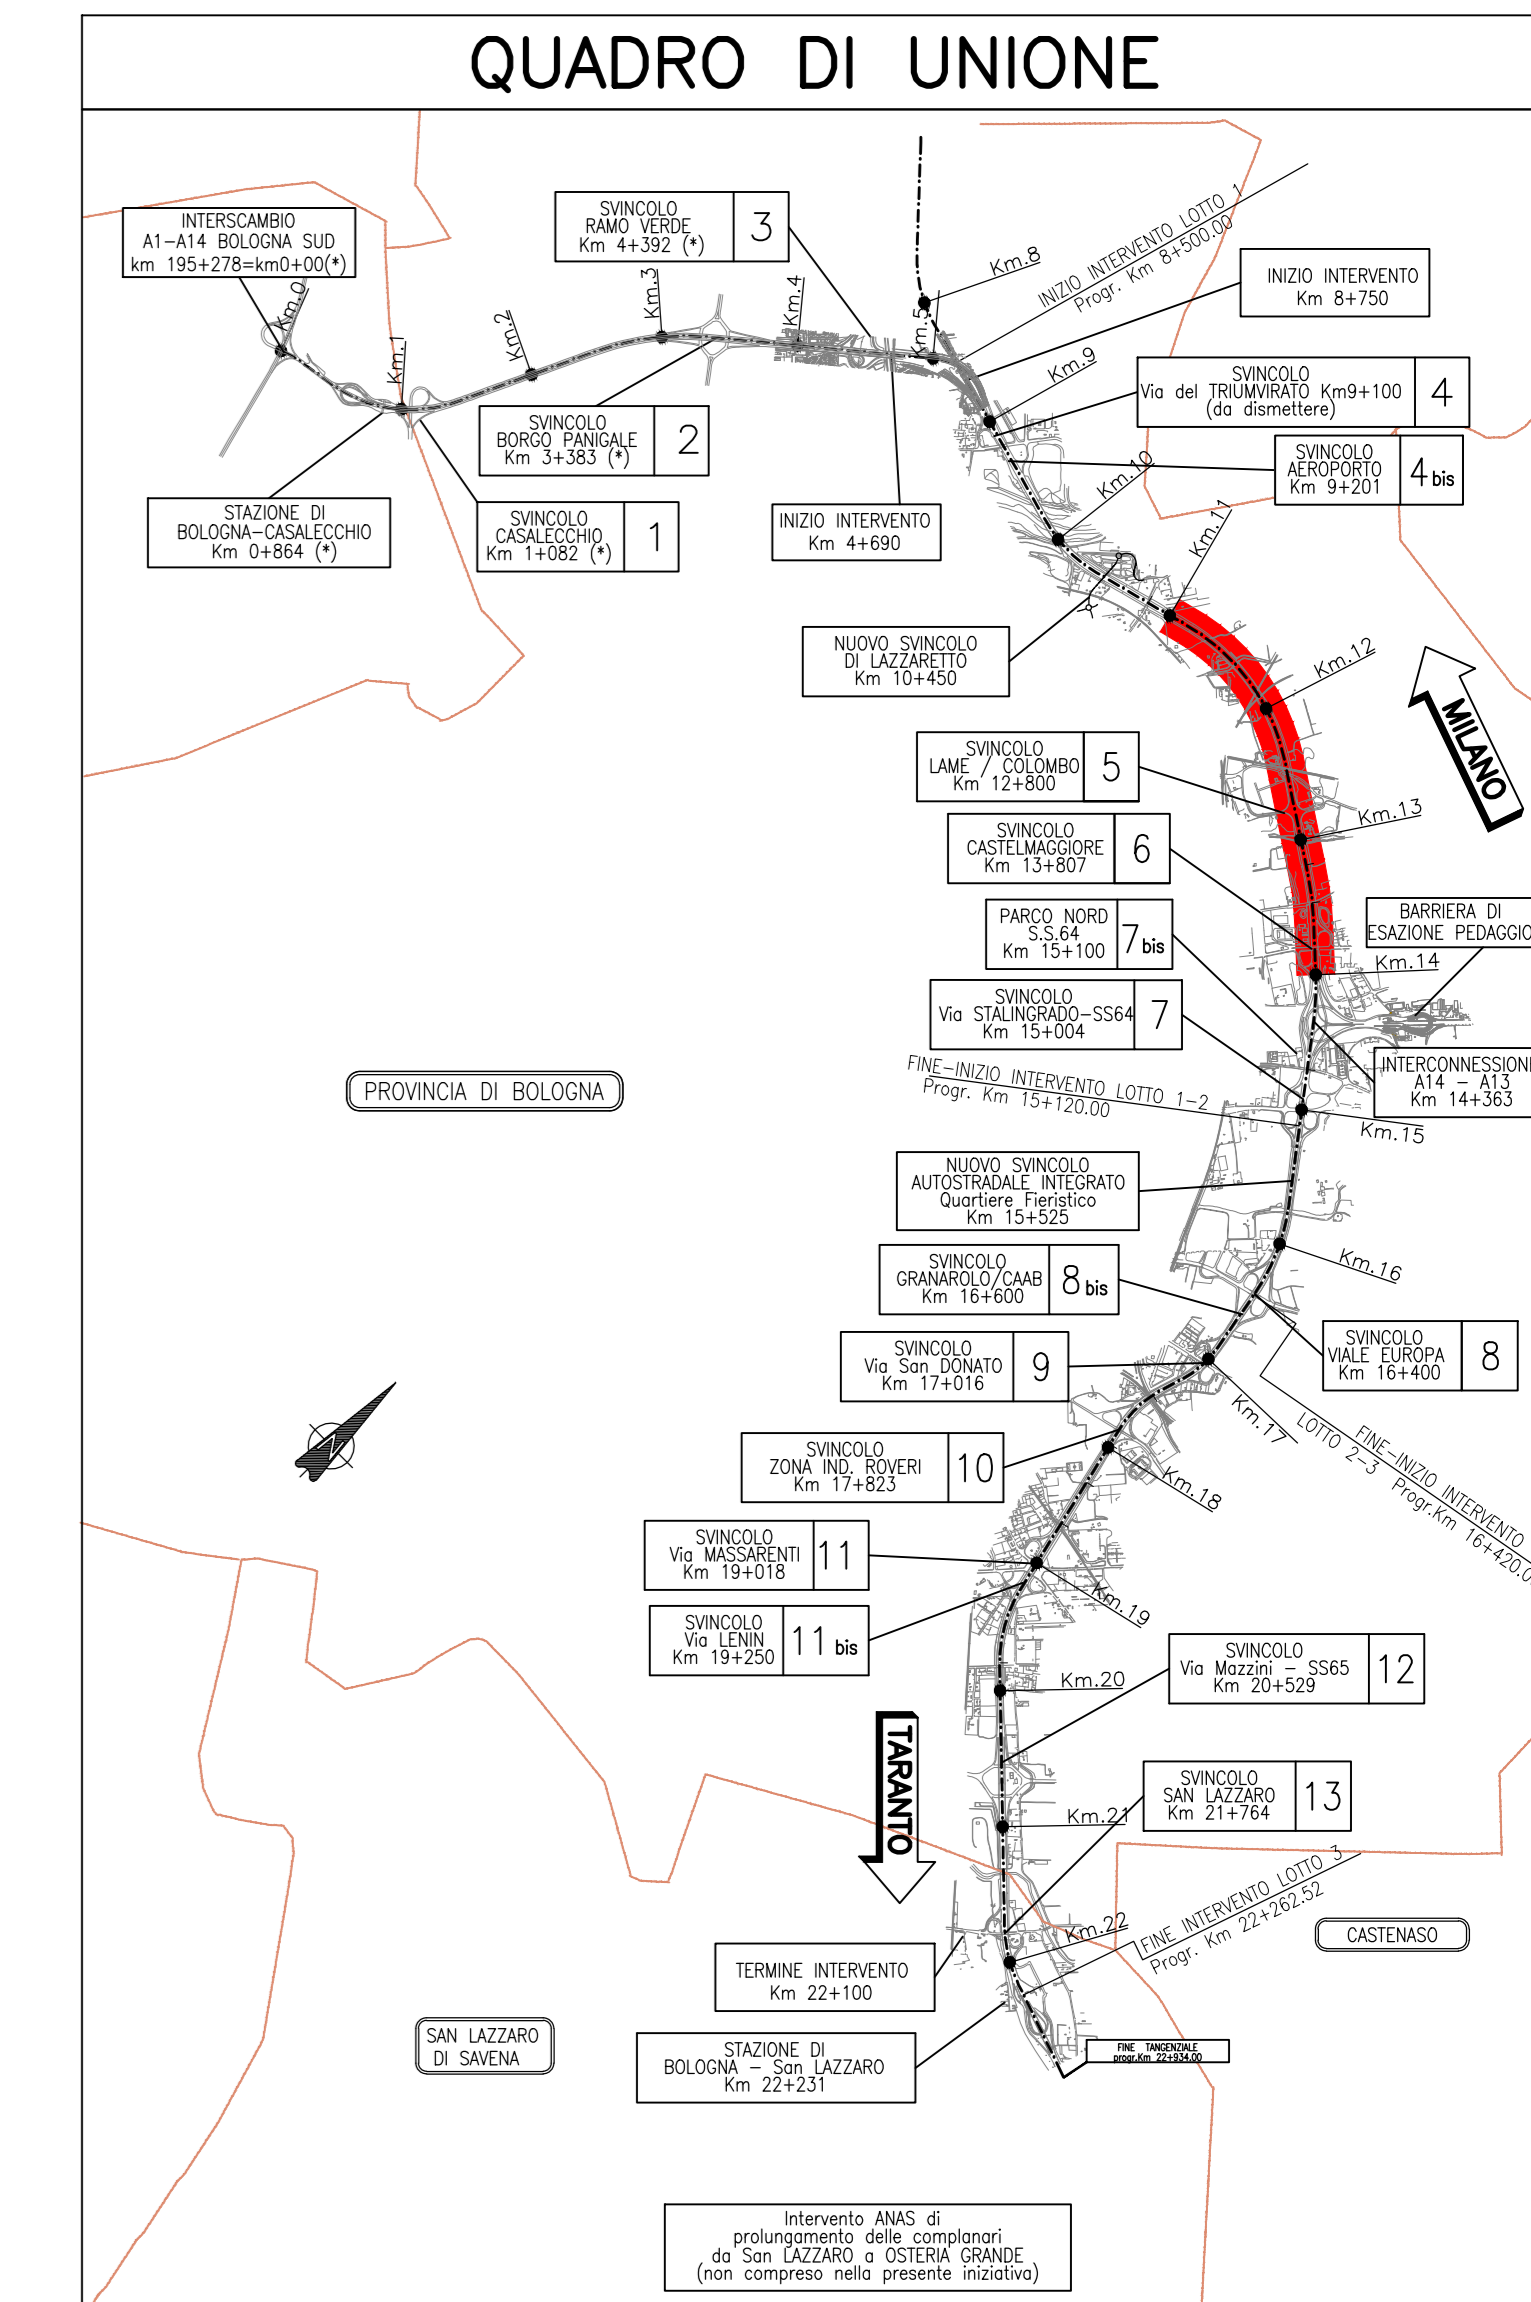 QUADRO DI UNIONE
INTERSCAMBIO
A1-A14 BOLOGNA SUD
km 195+278=km0+00(*)
SVINCOLO
RAMO VERDE
Km 4+392 (*)
3
INIZIO INTERVENTO LOTTO 1
Progr. Km 8+500.00
INIZIO INTERVENTO
Km 8+750
Km.0
Km.1
Km.2
Km.3
Km.4
Km.5
Km.8
Km.9
SVINCOLO
Via del TRIUMVIRATO Km9+100
(da dismettere)
4
SVINCOLO
BORGO PANIGALE
Km 3+383 (*)
2
SVINCOLO
AEROPORTO
Km 9+201
4 bis
Km.10
STAZIONE DI
BOLOGNA-CASALECCHIO
Km 0+864 (*)
SVINCOLO
CASALECCHIO
Km 1+082 (*)
1
INIZIO INTERVENTO
Km 4+690
Km.11
NUOVO SVINCOLO
DI LAZZARETTO
Km 10+450
Km.12
MILANO
SVINCOLO
LAME / COLOMBO
Km 12+800
5
Km.13
SVINCOLO
CASTELMAGGIORE
Km 13+807
6
PARCO NORD
S.S.64
Km 15+100
7 bis
BARRIERA DI
ESAZIONE PEDAGGIO
Km.14
SVINCOLO
Via STALINGRADO-SS64
Km 15+004
7
INTERCONNESSIONE
A14 - A13
Km 14+363
FINE-INIZIO INTERVENTO LOTTO 1-2
Progr. Km 15+120.00
Km.15
PROVINCIA DI BOLOGNA
NUOVO SVINCOLO
AUTOSTRADALE INTEGRATO
Quartiere Fieristico
Km 15+525
Km.16
SVINCOLO
GRANAROLO/CAAB
Km 16+600
8 bis
SVINCOLO
VIALE EUROPA
Km 16+400
8
SVINCOLO
Via San DONATO
Km 17+016
9
Km.17
FINE-INIZIO INTERVENTO
LOTTO 2-3 Progr.Km 16+420.0
SVINCOLO
ZONA IND. ROVERI
Km 17+823
10
Km.18
SVINCOLO
Via MASSARENTI
Km 19+018
11
Km.19
SVINCOLO
Via LENIN
Km 19+250
11 bis
SVINCOLO
Via Mazzini - SS65
Km 20+529
12
Km.20
TARANTO
SVINCOLO
SAN LAZZARO
Km 21+764
13
Km.21
FINE INTERVENTO LOTTO 3
Progr. Km 22+262.52
Km.22
CASTENASO
TERMINE INTERVENTO
Km 22+100
SAN LAZZARO
DI SAVENA
STAZIONE DI
BOLOGNA - San LAZZARO
Km 22+231
FINE TANGENZIALE
progr.Km 22+934.00
Intervento ANAS di
prolungamento delle complanari
da San LAZZARO a OSTERIA GRANDE
(non compreso nella presente iniziativa)